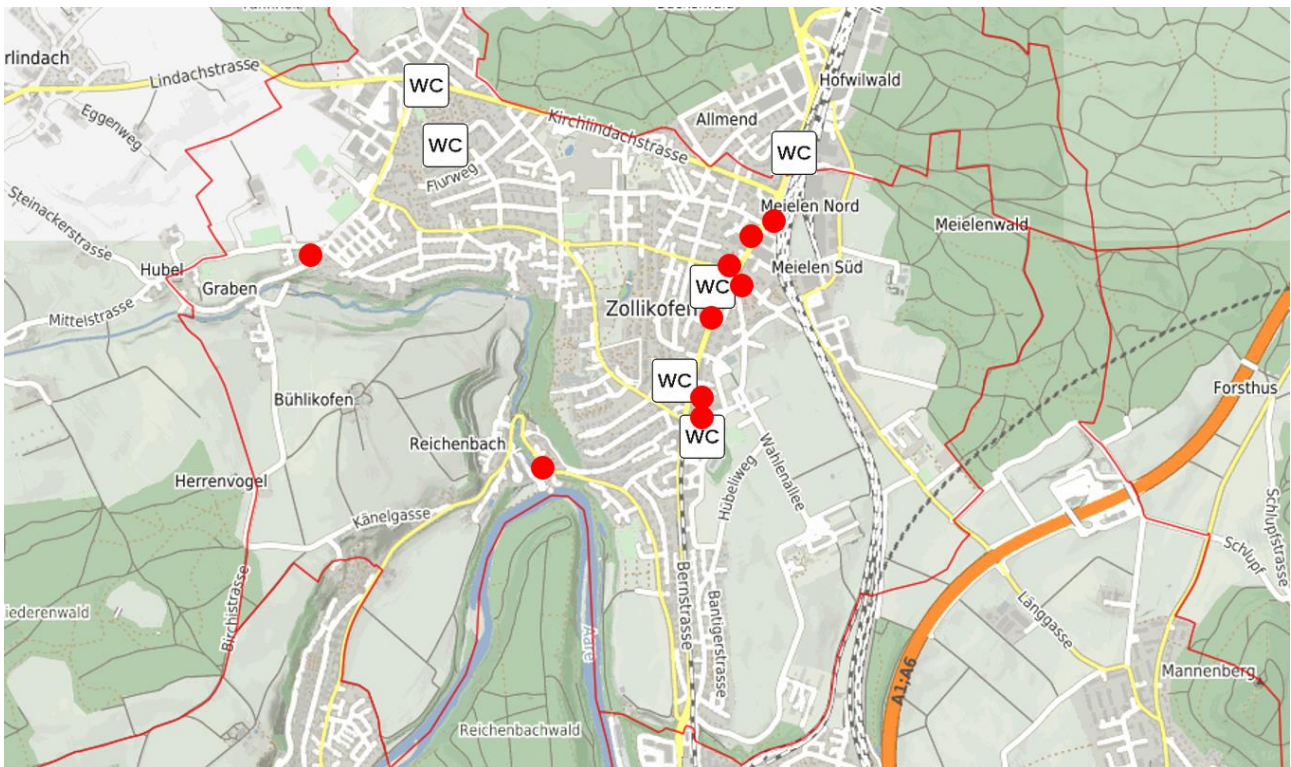 rlindach
Lindachstrasse
Eggenweg
WC
WC
Flurweg
Kirchlindachstrasse
Allmend
Hofwilwald
WC
Steinackerstrasse
Meielen Nord
Meielenwald
Hubel
Graben
Mittelstrasse
Meielen Süd
WC
Zollikofen
WC
Forsthus
Bühlikofen
Reichenbach
WC
Herrenvogel
Känelgasse
Hübeliweg
Wahlenallee
Schlupfstrasse
Schlupf
iederenwald
Birchistrasse
Aare
Bernstrasse
Bantigerstrasse
Länggasse
A1;A6
Mannenberg
Reichenbachwald